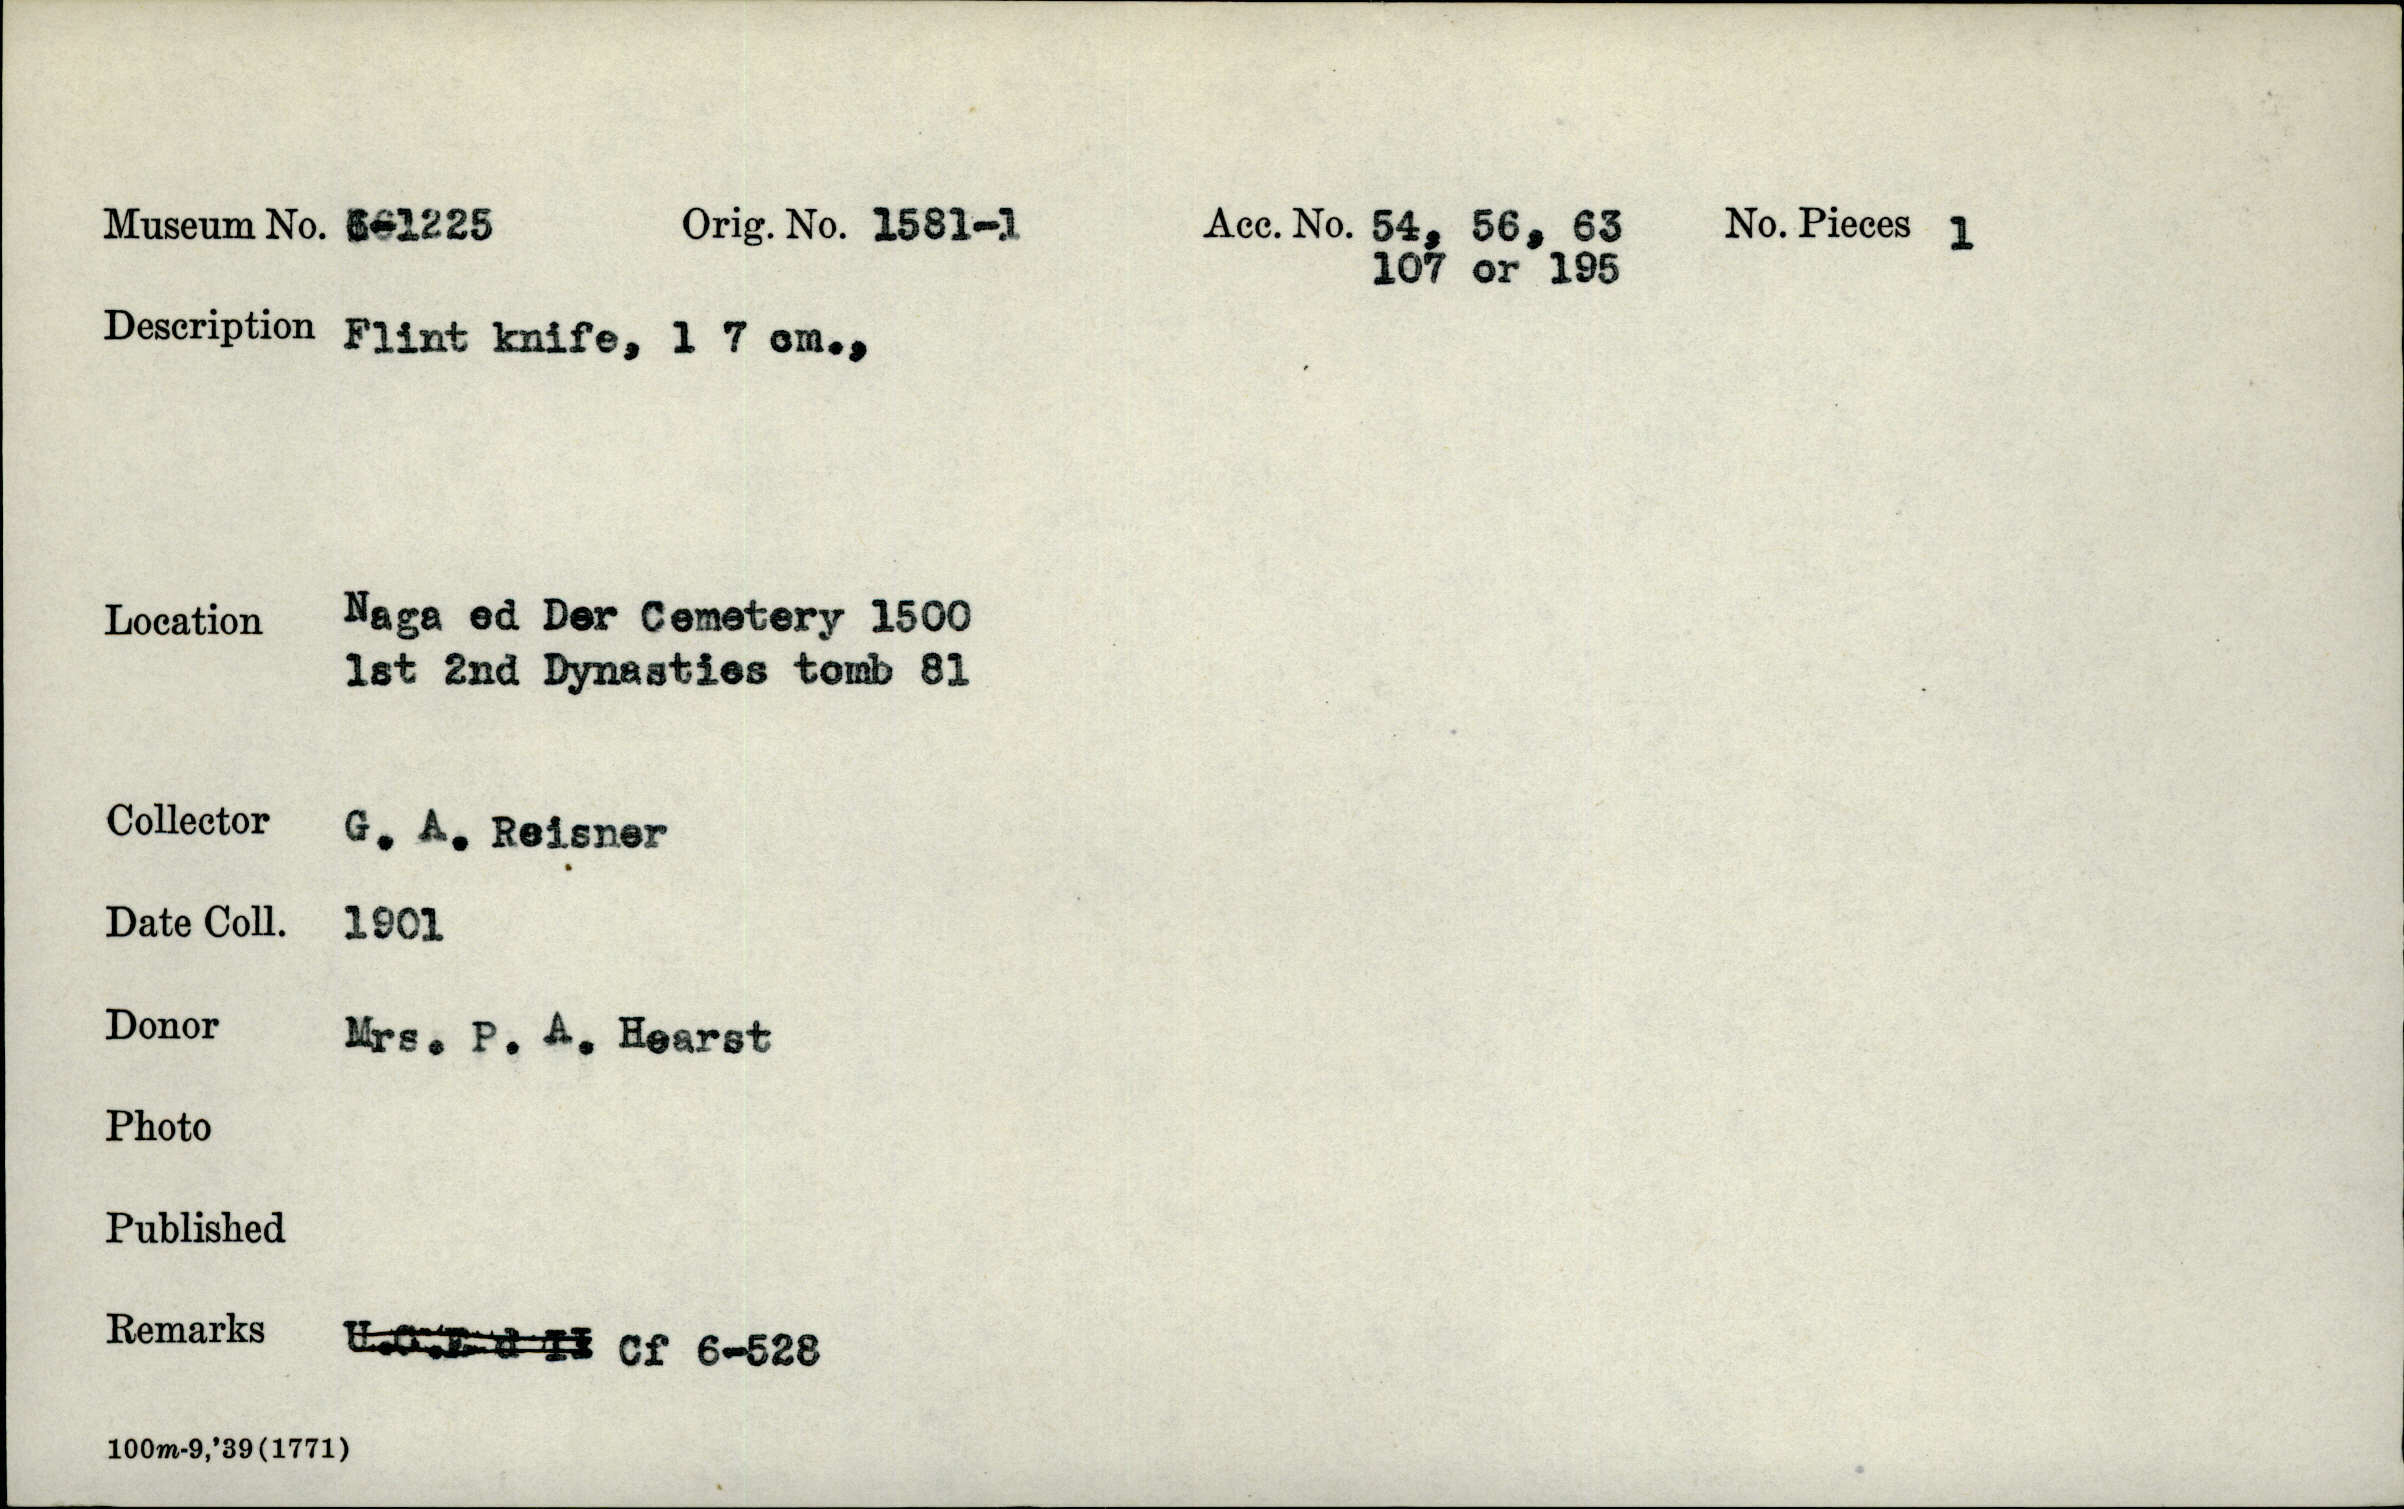 Museum No. 6-1225 Orig. No. 1581-1 Acc. No. 54, 56, 63 No. Pieces 1
107 or 195
Description Flint knife, 1 7 cm.,
Location Naga ed Der Cemetery 1500
1st 2nd Dynasties tomb 81
Collector G. A. Reisner
Date Coll. 1901
Donor Mrs. P. A. Hearst
Photo
Published
Remarks Cf 6-528
100m-9,'39(1771)